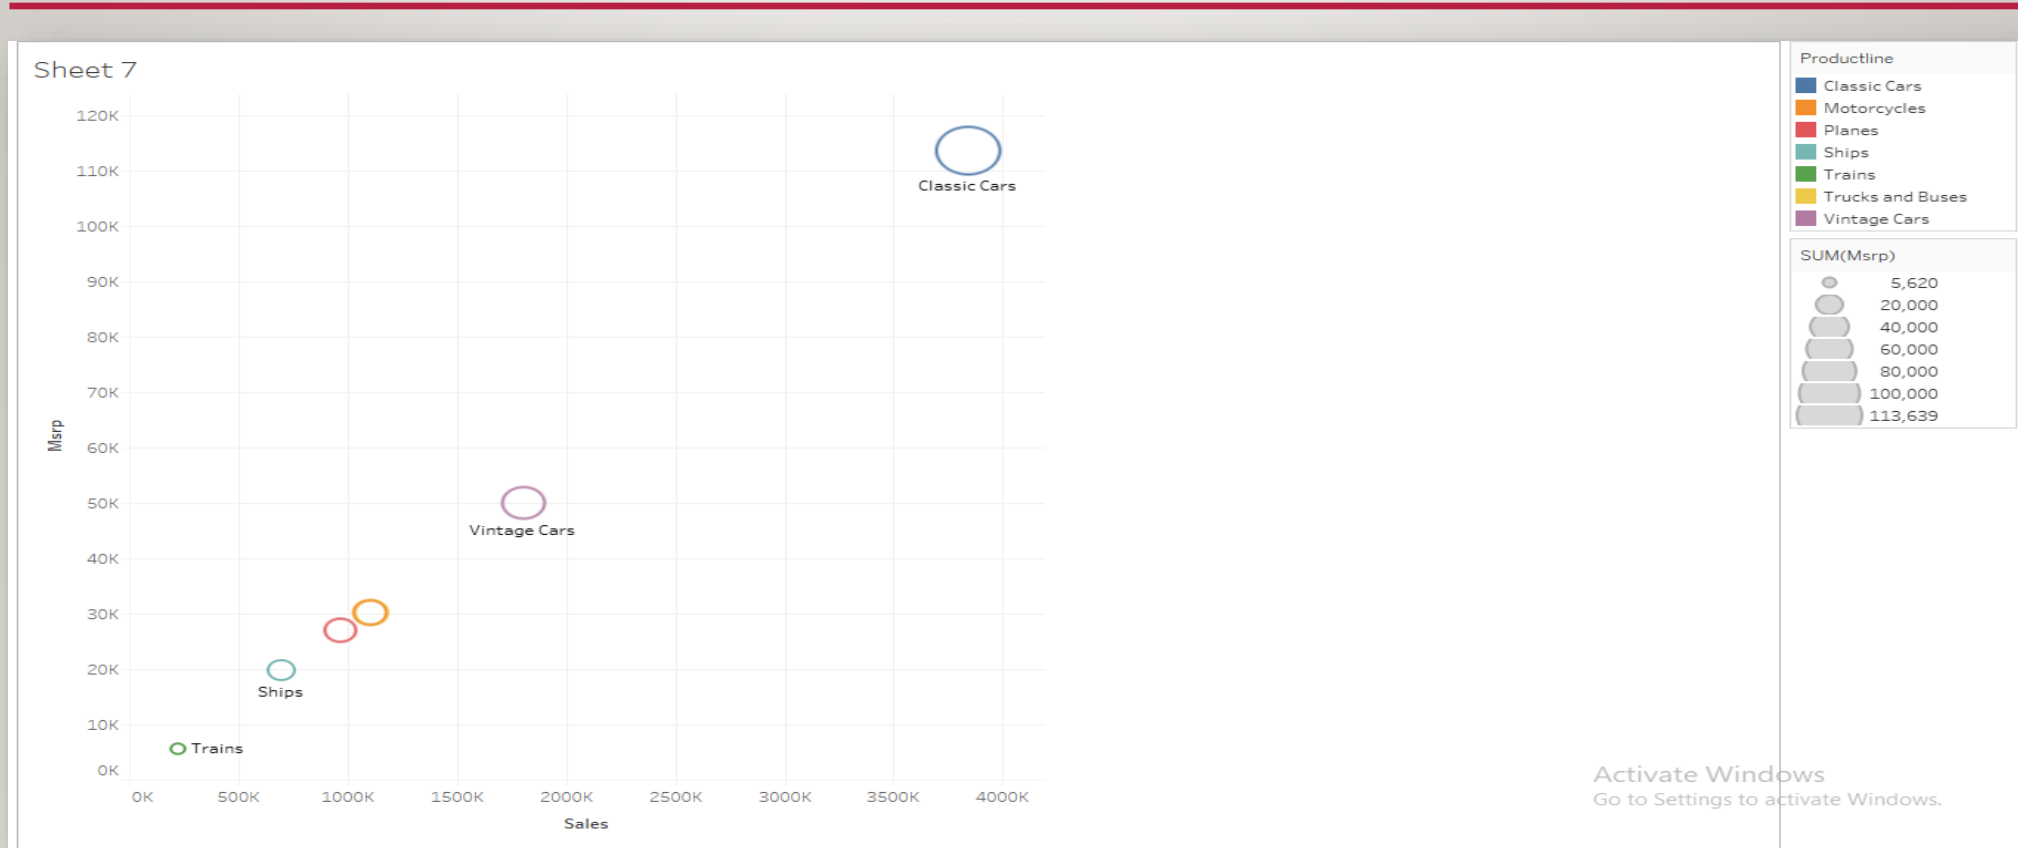 Sheet 7
120K
110K
100K
90K
80K
70K
60K
50K
40K
30K
20K
10K
0K
Msrp
Classic Cars
Vintage Cars
Ships
Trains
0K 500K 1000K 1500K 2000K 2500K 3000K 3500K 4000K
Sales
Productline
Classic Cars
Motorcycles
Planes
Ships
Trains
Trucks and Buses
Vintage Cars
SUM(Msrp)
5,620
20,000
40,000
60,000
80,000
100,000
113,639
Activate Windows
Go to Settings to activate Windows.